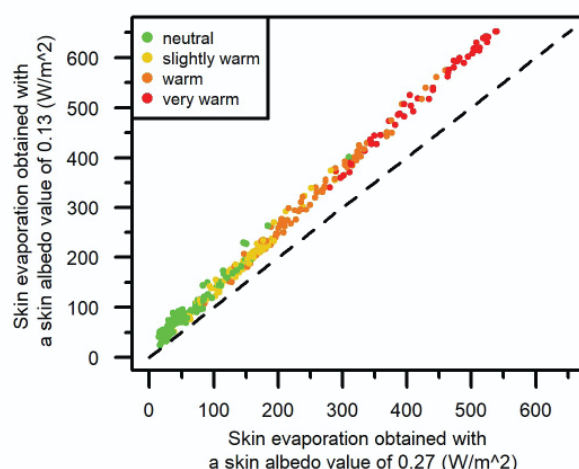 neutral
slightly warm
warm
very warm
Skin evaporation obtained with
a skin albedo value of 0.13 (W/m^2)
600
500
400
300
200
100
0
0 100 200 300 400 500 600
Skin evaporation obtained with
a skin albedo value of 0.27 (W/m^2)